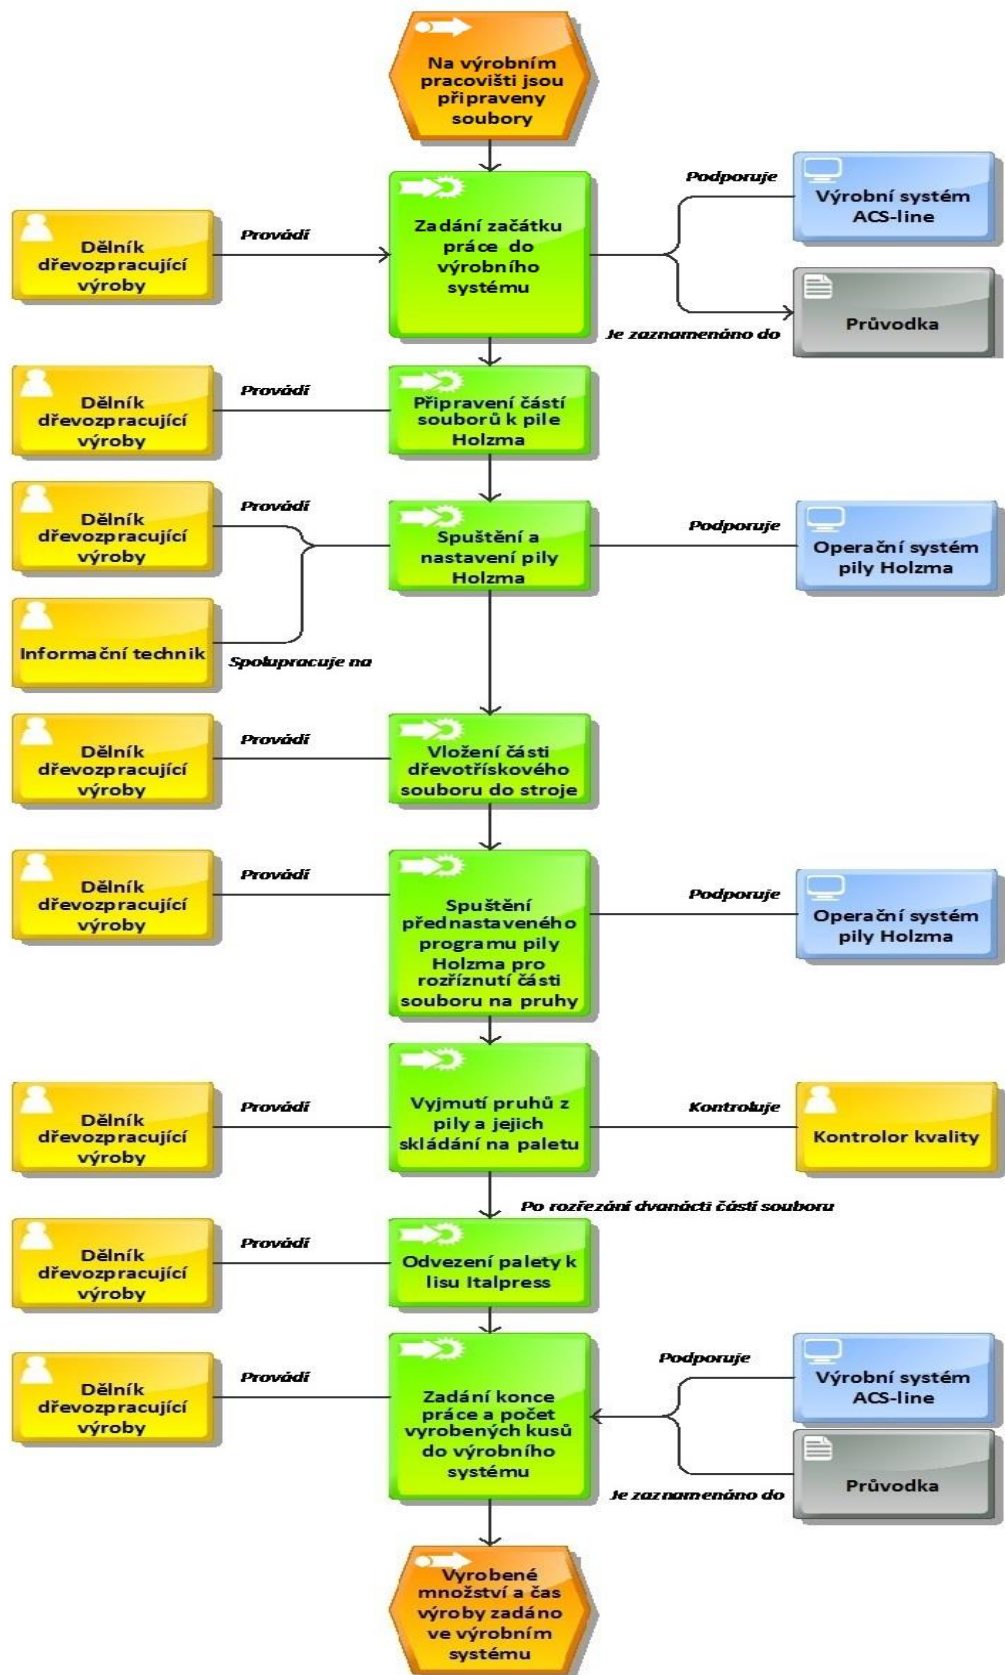 Na výrobním
pracovišti jsou
připraveny
soubory
Dělník
dřevozpracující
výroby
Provádí
Zadání začátku
práce do
výrobního
systému
Podporuje
Výrobní systém
ACS-line
Je zaznamenáno do
Průvodka
Dělník
dřevozpracující
výroby
Provádí
Připravení částí
souborů k pile
Holzma
Dělník
dřevozpracující
výroby
Provádí
Informační technik
Spolupracuje na
Spuštění a
nastavení pily
Holzma
Podporuje
Operační systém
pily Holzma
Dělník
dřevozpracující
výroby
Provádí
Vložení části
dřevotřískového
souboru do stroje
Dělník
dřevozpracující
výroby
Provádí
Spuštění
přednastaveného
programu pily
Holzma pro
rozříznutí části
souboru na pruhy
Podporuje
Operační systém
pily Holzma
Dělník
dřevozpracující
výroby
Provádí
Vyjmutí pruhů z
pily a jejich
skládání na paletu
Kontroluje
Kontrolor kvality
Po rozřezání dvanácti částí souboru
Dělník
dřevozpracující
výroby
Provádí
Odvezení palety k
lisu Italpress
Dělník
dřevozpracující
výroby
Provádí
Zadání konce
práce a počet
vyrobených kusů
do výrobního
systému
Podporuje
Výrobní systém
ACS-line
Je zaznamenáno do
Průvodka
Vyrobené
množství a čas
výroby zadáno
ve výrobním
systému